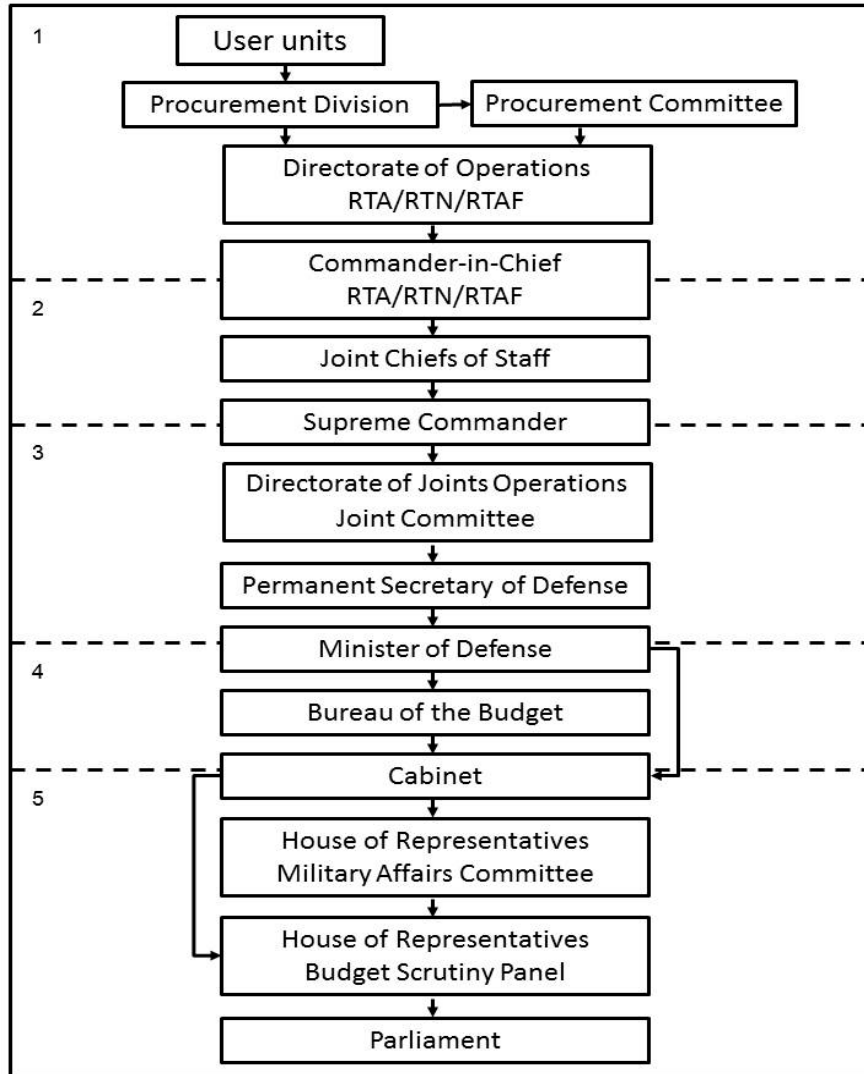 1
User units
Procurement Division
Procurement Committee
Directorate of Operations
RTA/RTN/RTAF
Commander-in-Chief
RTA/RTN/RTAF
2
Joint Chiefs of Staff
Supreme Commander
3
Directorate of Joints Operations
Joint Committee
Permanent Secretary of Defense
Minister of Defense
4
Bureau of the Budget
Cabinet
5
House of Representatives
Military Affairs Committee
House of Representatives
Budget Scrutiny Panel
Parliament